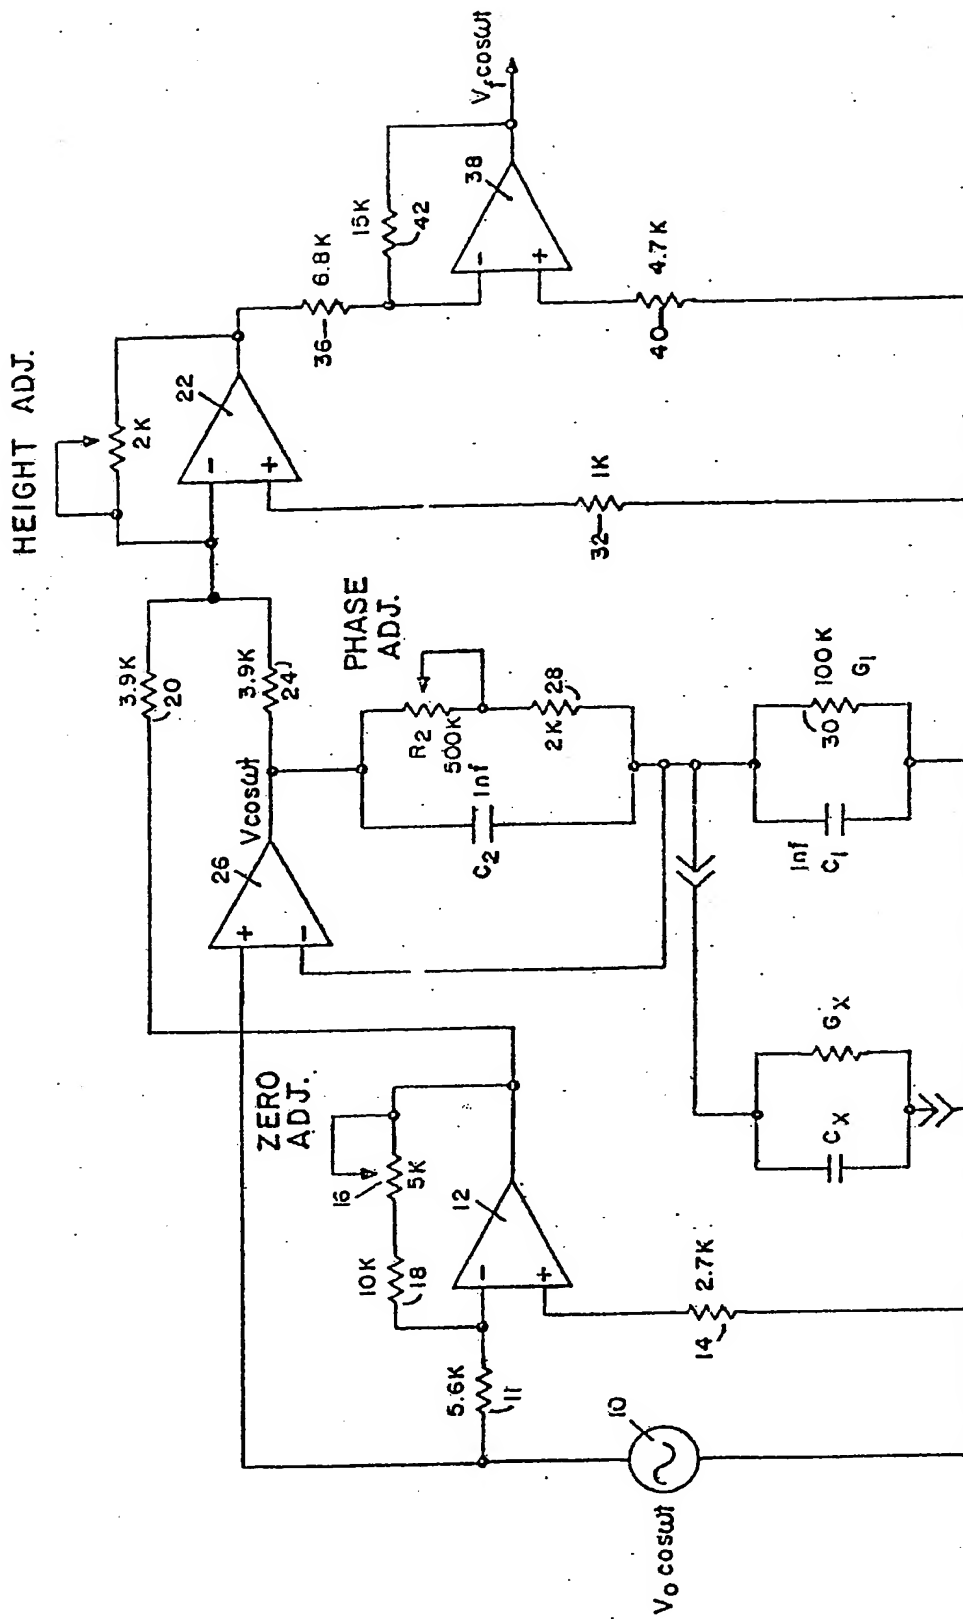 HEIGHT ADJ.
2K
22
-
+
3.9K
20
3.9K
24
Vcosωt
26
+
-
ZERO
ADJ.
16
5K
10K
18
12
-
+
5.6K
11
2.7K
14
10
V₀ cosωt
PHASE
ADJ.
R₂
500K
28
2K
1nf
C₂
100K
G₁
30
1nf
C₁
Gₓ
Cₓ
1K
32
6.8K
36
15K
42
38
-
+
V_f cosωt
4.7K
40